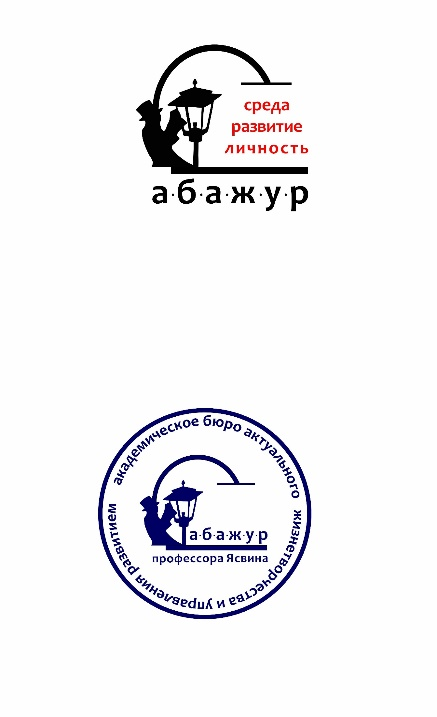 среда
развитие
личность
а·б·а·ж·у·р
академическое бюро актуального жизнетворчества и управления развитием
а·б·а·ж·у·р
профессора Ясвина